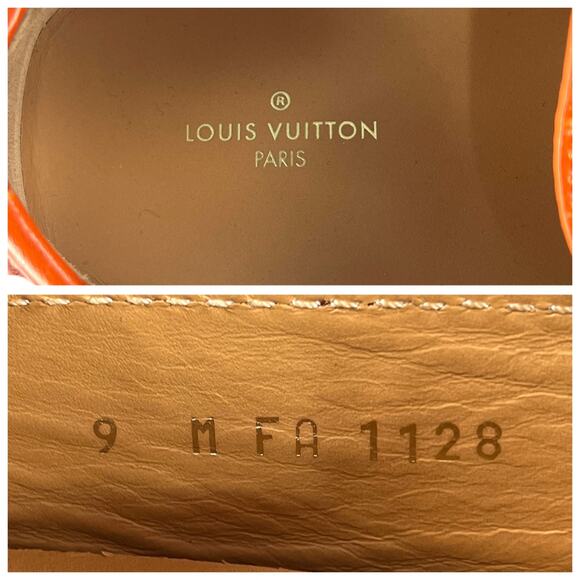 ®
LOUIS VUITTON
PARIS
9 M FA 1128